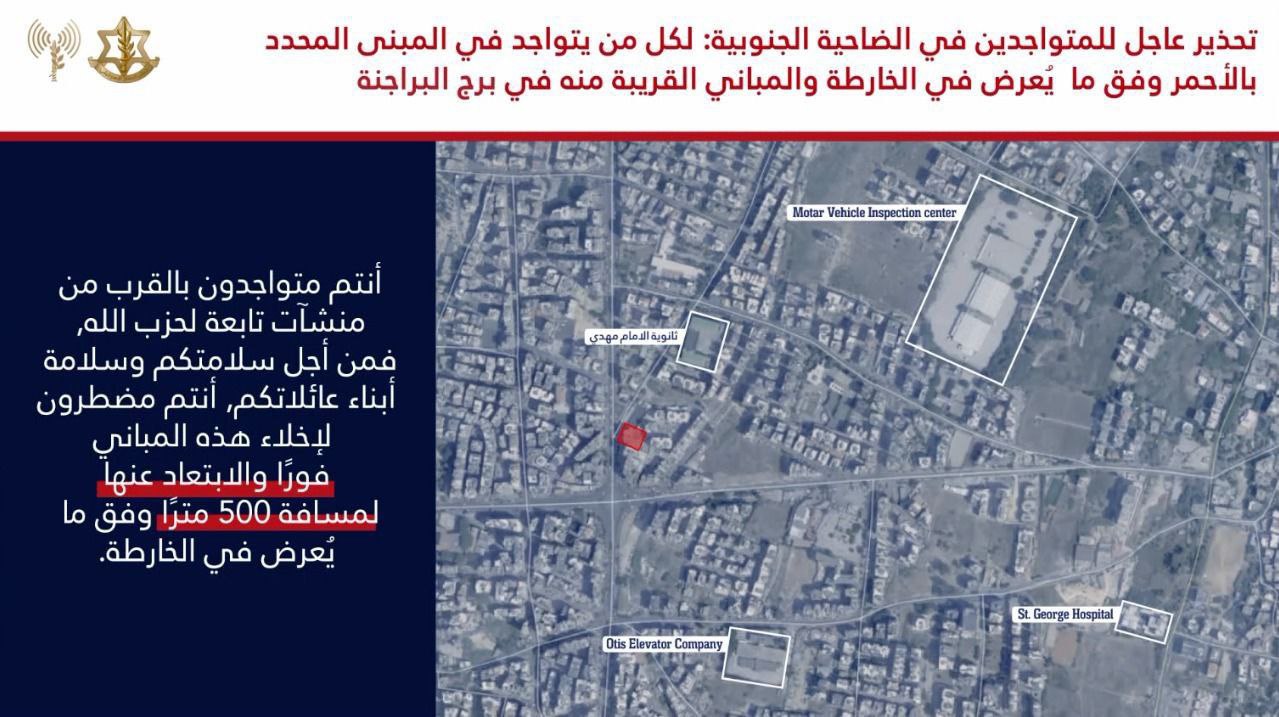 تحذير عاجل للمتواجدين في الضاحية الجنوبية: لكل من يتواجد في المبنى المحدد
بالأحمر وفق ما يُعرض في الخارطة والمباني القريبة منه في برج البراجنة
أنتم متواجدون بالقرب من
منشآت تابعة لحزب الله,
فمن أجل سلامتكم وسلامة
أبناء عائلاتكم, أنتم مضطرون
لإخلاء هذه المباني
فورًا والابتعاد عنها
لمسافة 500 مترًا وفق ما
يُعرض في الخارطة.
Motar Vehicle Inspection center
ثانوية الامام مهدي
St. George Hospital
Otis Elevator Company